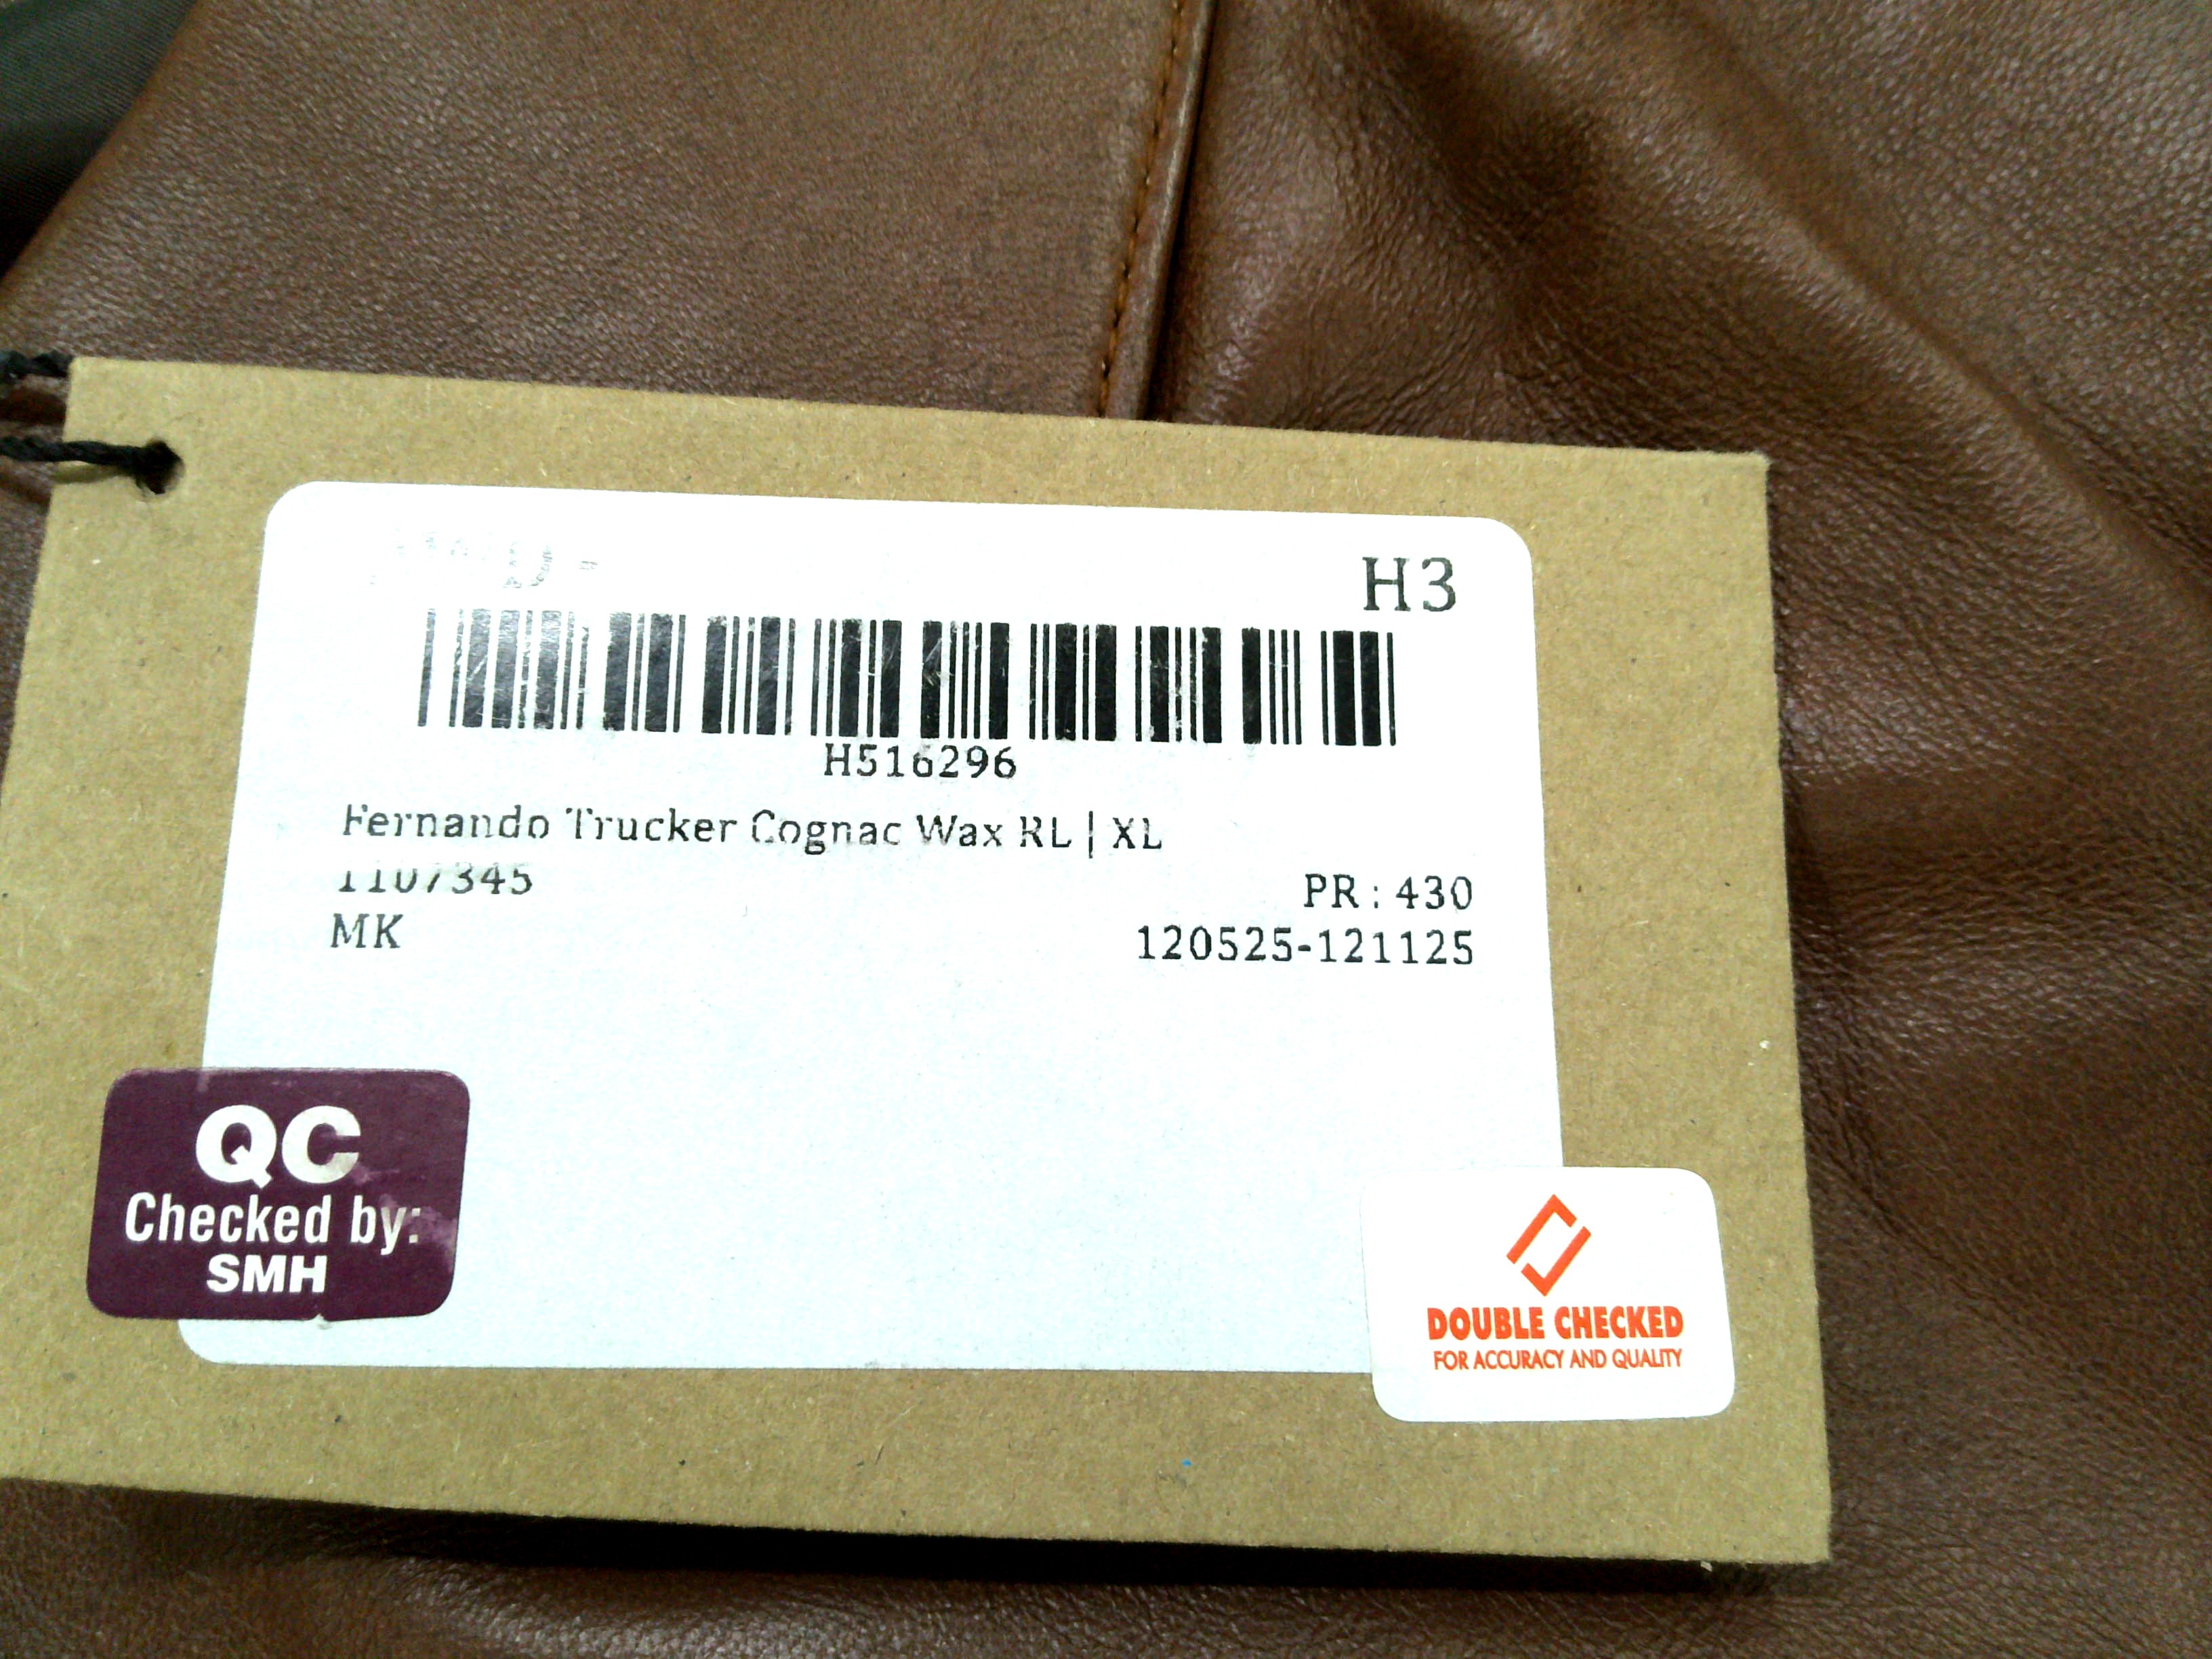 H3
H516296
Fernando Trucker Cognac Wax RL | XL
1107345
PR : 430
MK
120525-121125
QC
Checked by:
SMH
DOUBLE CHECKED
FOR ACCURACY AND QUALITY